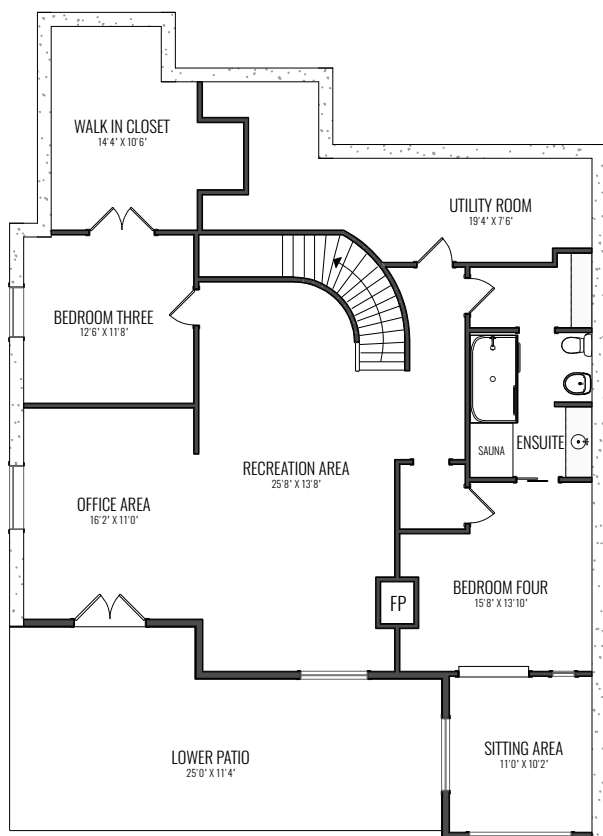 WALK IN CLOSET
14'4" X 10'6"
UTILITY ROOM
19'4" X 7'6"
BEDROOM THREE
12'6" X 11'8"
SAUNA
ENSUITE
RECREATION AREA
25'8" X 13'8"
OFFICE AREA
16'2" X 11'0"
BEDROOM FOUR
15'8" X 13'10"
FP
LOWER PATIO
25'0" X 11'4"
SITTING AREA
11'0" X 10'2"